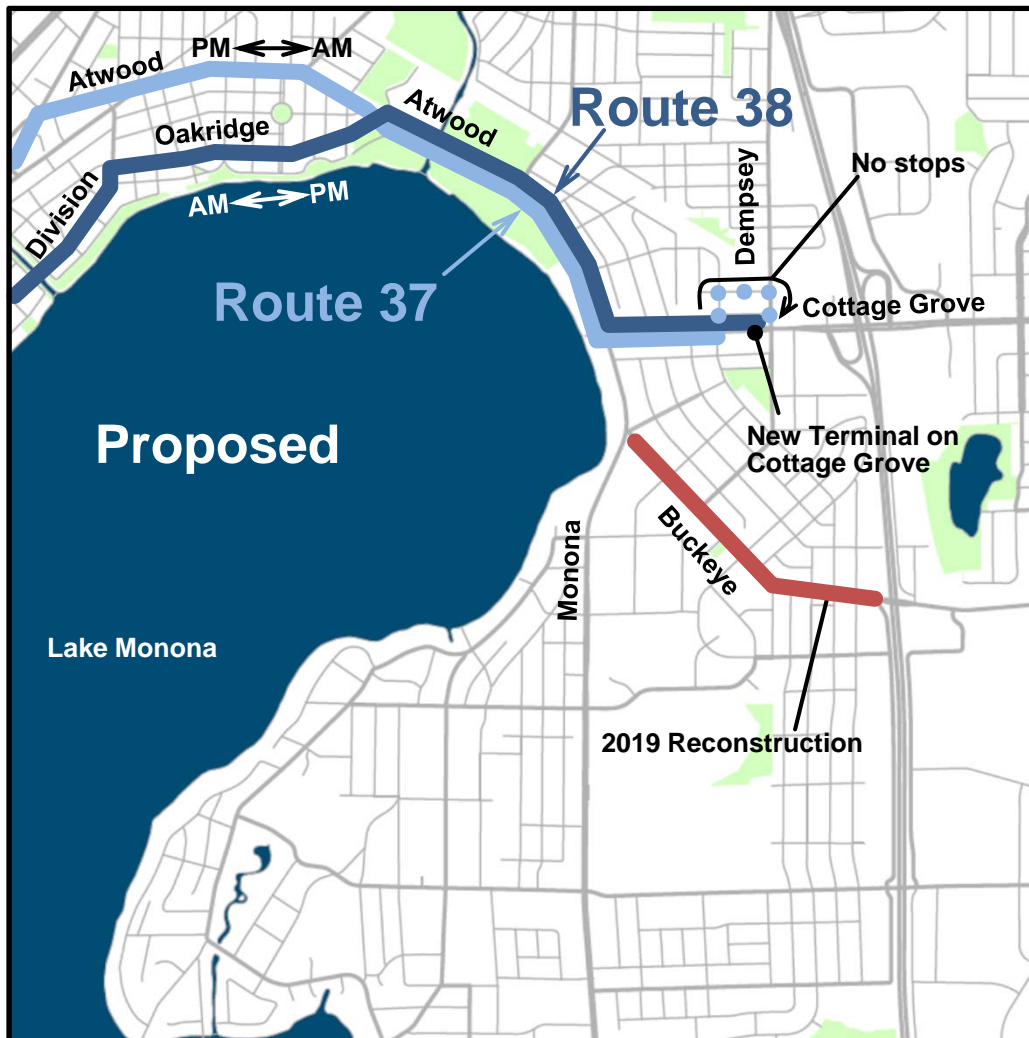 PM AM
Atwood
Atwood
Route 38
Oakridge
Dempsey
No stops
Division
AM PM
Route 37
Cottage Grove
Proposed
New Terminal on
Cottage Grove
Buckeye
Monona
Lake Monona
2019 Reconstruction